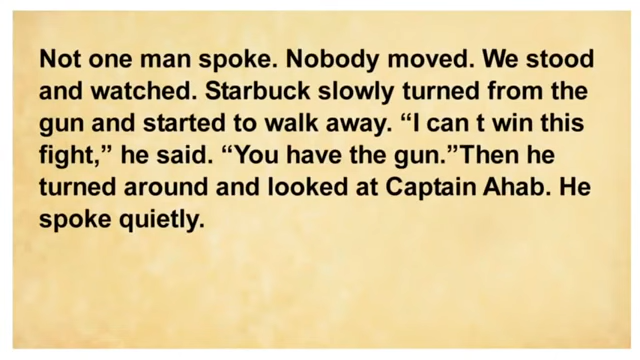 Not one man spoke. Nobody moved. We stood
and watched. Starbuck slowly turned from the
gun and started to walk away. “I can t win this
fight,” he said. “You have the gun.”Then he
turned around and looked at Captain Ahab. He
spoke quietly.